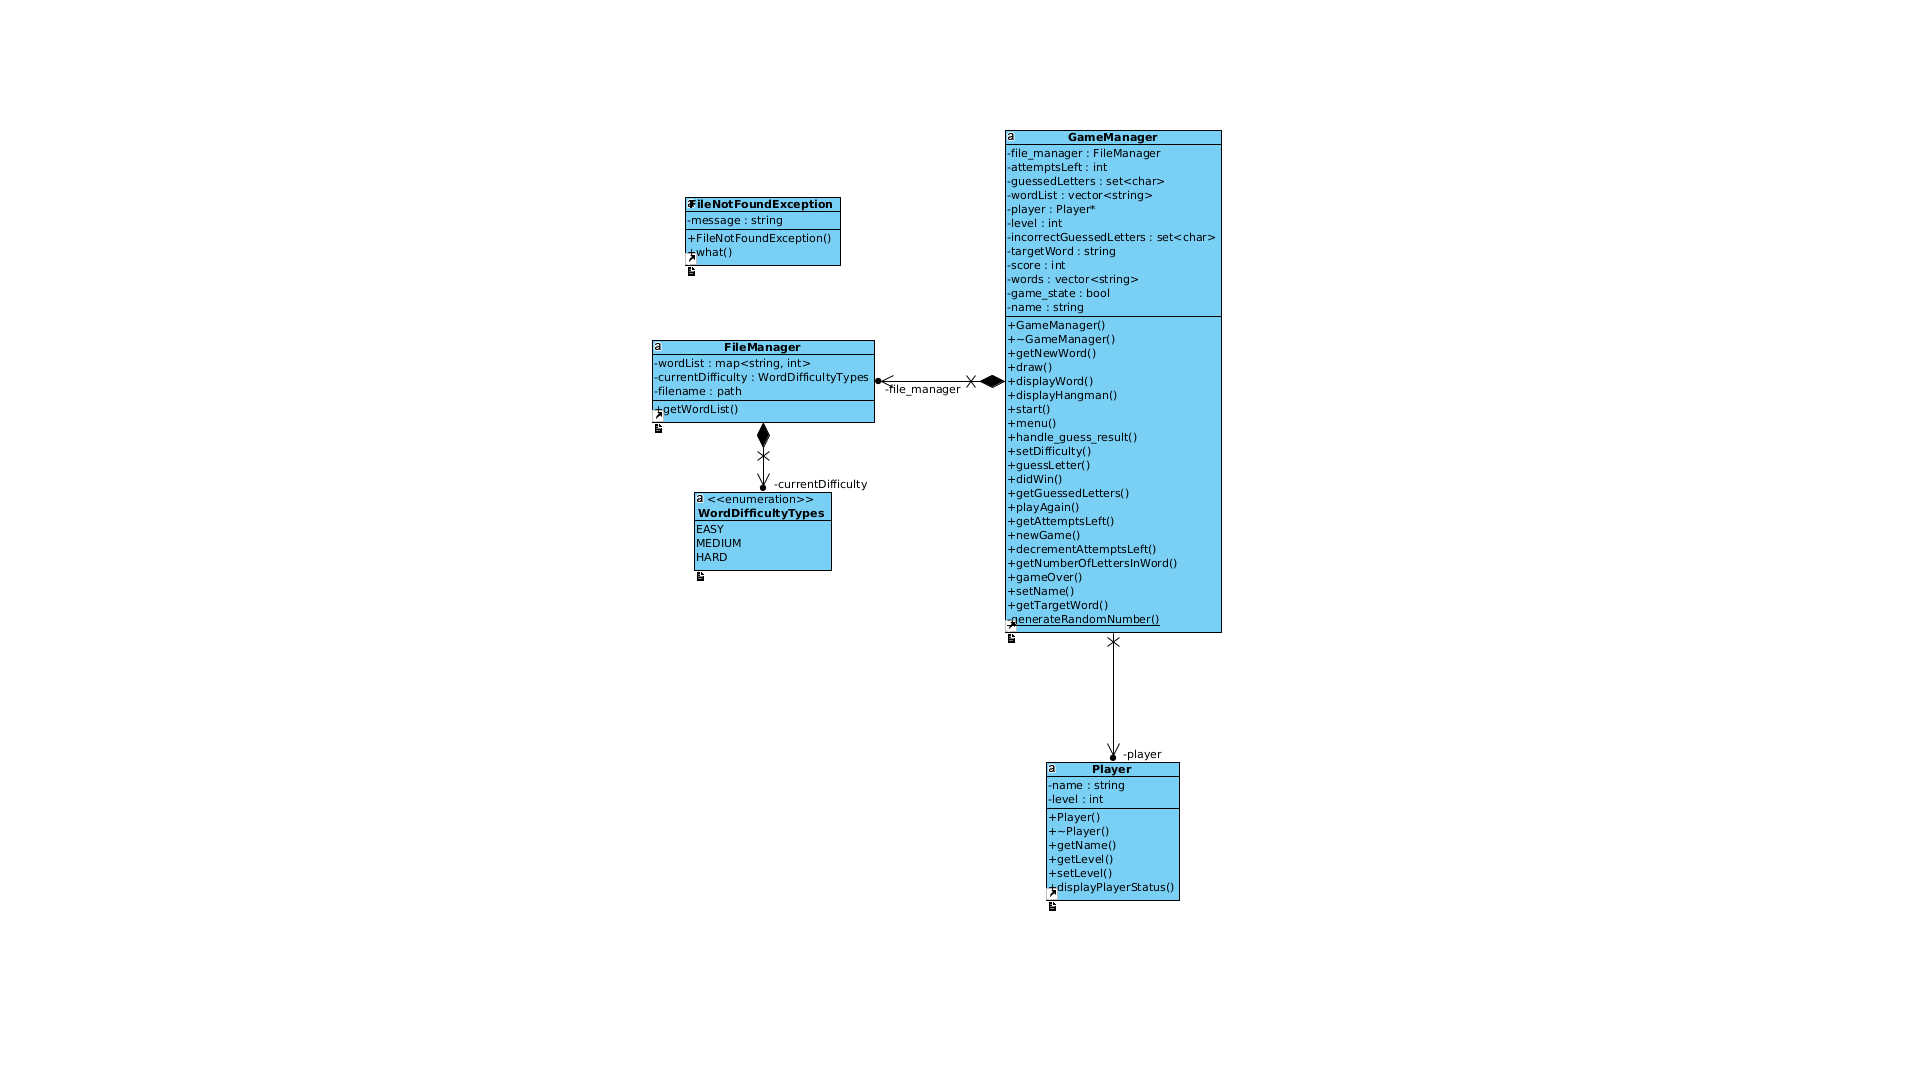 GameManager
-file_manager : FileManager
-attemptsLeft : int
-guessedLetters : set<char>
-wordList : vector<string>
-player : Player*
-level : int
-incorrectGuessedLetters : set<char>
-targetWord : string
-score : int
-words : vector<string>
-game_state : bool
-name : string
+GameManager()
+~GameManager()
+getNewWord()
+draw()
+displayWord()
+displayHangman()
+start()
+menu()
+handle_guess_result()
+setDifficulty()
+guessLetter()
+didWin()
+getGuessedLetters()
+playAgain()
+getAttemptsLeft()
+newGame()
+decrementAttemptsLeft()
+getNumberOfLettersInWord()
+gameOver()
+setName()
+getTargetWord()
generateRandomNumber()
FileNotFoundException
-message : string
+FileNotFoundException()
+what()
FileManager
-wordList : map<string, int>
-currentDifficulty : WordDifficultyTypes
-filename : path
+getWordList()
-file_manager
-currentDifficulty
<<enumeration>>
WordDifficultyTypes
EASY
MEDIUM
HARD
-player
Player
-name : string
-level : int
+Player()
+~Player()
+getName()
+getLevel()
+setLevel()
+displayPlayerStatus()